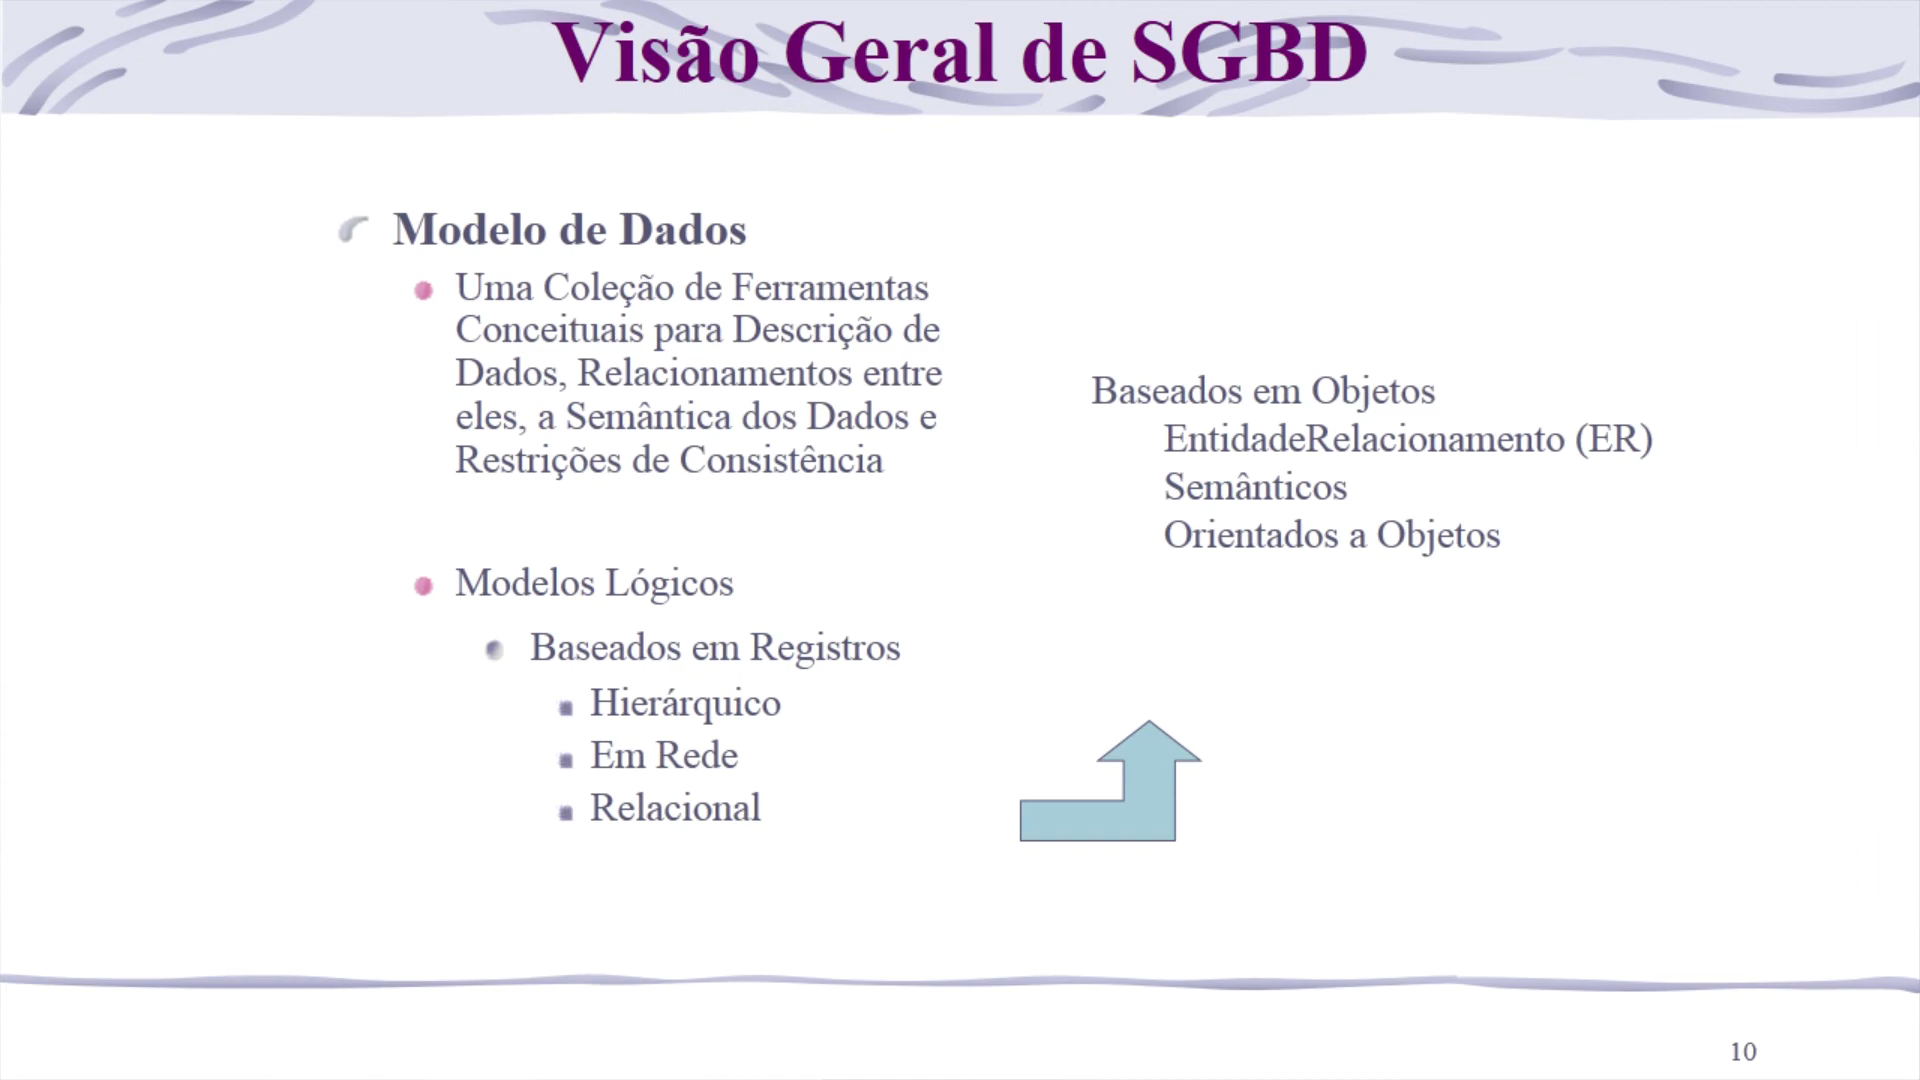 Visão Geral de SGBD
Modelo de Dados
Uma Coleção de Ferramentas
Conceituais para Descrição de
Dados, Relacionamentos entre
eles, a Semântica dos Dados e
Restrições de Consistência
Modelos Lógicos
Baseados em Registros
Hierárquico
Em Rede
Relacional
Baseados em Objetos
EntidadeRelacionamento (ER)
Semânticos
Orientados a Objetos
10